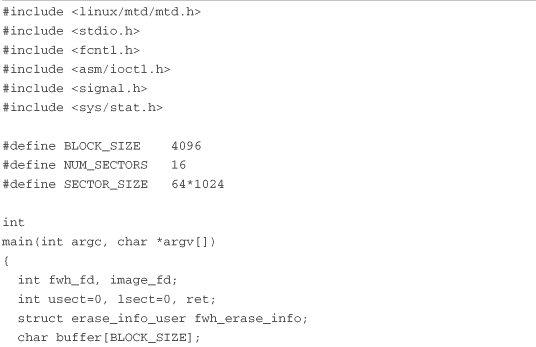 #include <linux/mtd/mtd.h>
#include <stdio.h>
#include <fcntl.h>
#include <asm/ioctl.h>
#include <signal.h>
#include <sys/stat.h>

#define BLOCK_SIZE    4096
#define NUM_SECTORS   16
#define SECTOR_SIZE   64*1024

int
main(int argc, char *argv[])
{
  int fwh_fd, image_fd;
  int usect=0, lsect=0, ret;
  struct erase_info_user fwh_erase_info;
  char buffer[BLOCK_SIZE];